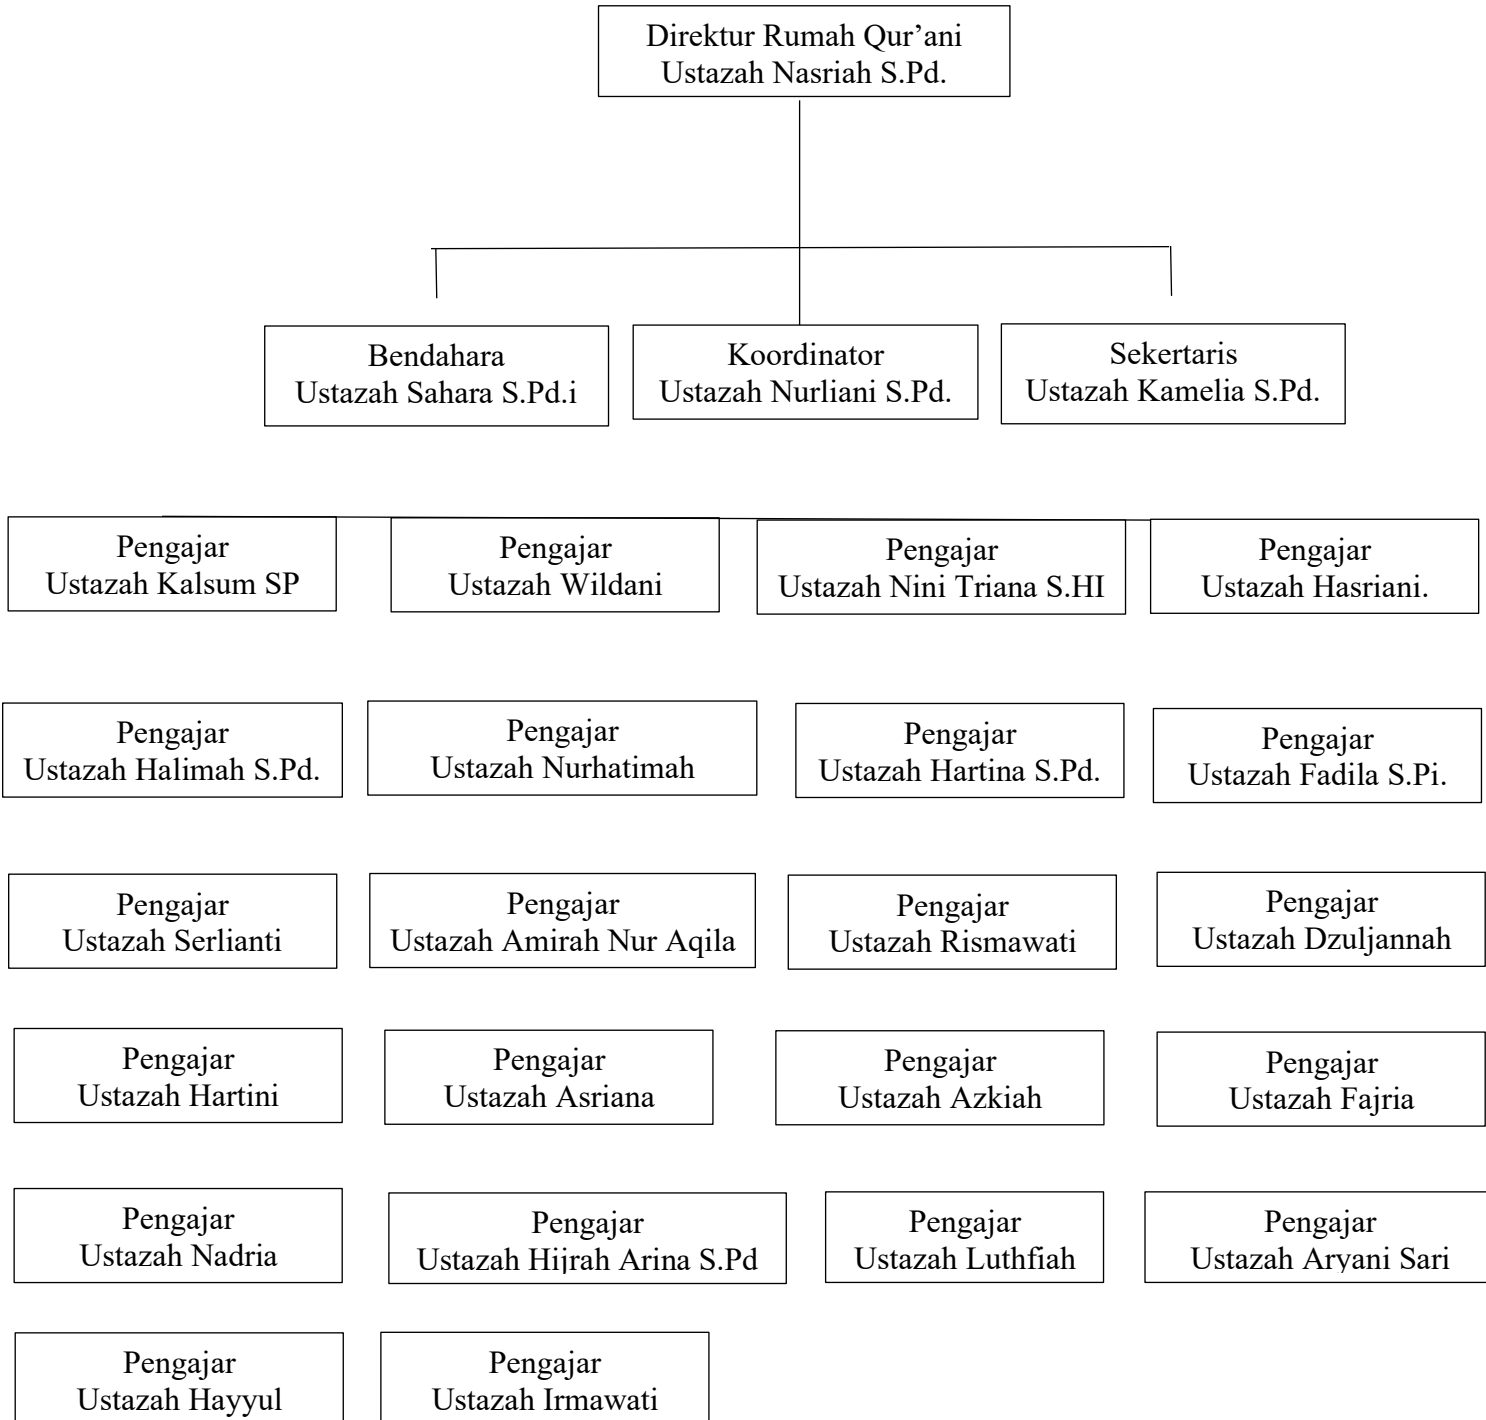 Direktur Rumah Qur’ani
Ustazah Nasriah S.Pd.
Bendahara
Ustazah Sahara S.Pd.i
Koordinator
Ustazah Nurliani S.Pd.
Sekertaris
Ustazah Kamelia S.Pd.
Pengajar
Ustazah Kalsum SP
Pengajar
Ustazah Wildani
Pengajar
Ustazah Nini Triana S.HI
Pengajar
Ustazah Hasriani.
Pengajar
Ustazah Halimah S.Pd.
Pengajar
Ustazah Nurhatimah
Pengajar
Ustazah Hartina S.Pd.
Pengajar
Ustazah Fadila S.Pi.
Pengajar
Ustazah Serlianti
Pengajar
Ustazah Amirah Nur Aqila
Pengajar
Ustazah Rismawati
Pengajar
Ustazah Dzuljannah
Pengajar
Ustazah Hartini
Pengajar
Ustazah Asriana
Pengajar
Ustazah Azkiah
Pengajar
Ustazah Fajria
Pengajar
Ustazah Nadria
Pengajar
Ustazah Hijrah Arina S.Pd
Pengajar
Ustazah Luthfiah
Pengajar
Ustazah Aryani Sari
Pengajar
Ustazah Hayyul
Pengajar
Ustazah Irmawati